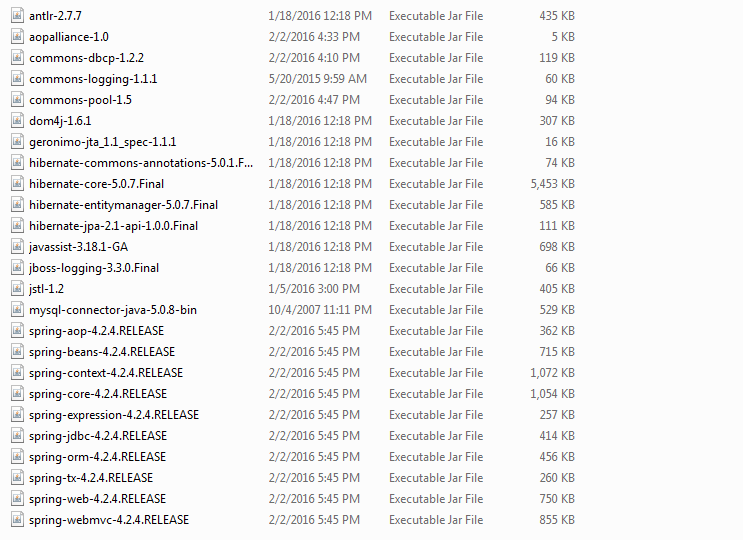 antlr-2.7.7 1/18/2016 12:18 PM Executable Jar File 435 KB
aopalliance-1.0 2/2/2016 4:33 PM Executable Jar File 5 KB
commons-dbcp-1.2.2 2/2/2016 4:10 PM Executable Jar File 119 KB
commons-logging-1.1.1 5/20/2015 9:59 AM Executable Jar File 60 KB
commons-pool-1.5 2/2/2016 4:47 PM Executable Jar File 94 KB
dom4j-1.6.1 1/18/2016 12:18 PM Executable Jar File 307 KB
geronimo-jta_1.1_spec-1.1.1 1/18/2016 12:18 PM Executable Jar File 16 KB
hibernate-commons-annotations-5.0.1.F... 1/18/2016 12:18 PM Executable Jar File 74 KB
hibernate-core-5.0.7.Final 1/18/2016 12:18 PM Executable Jar File 5,453 KB
hibernate-entitymanager-5.0.7.Final 1/18/2016 12:18 PM Executable Jar File 585 KB
hibernate-jpa-2.1-api-1.0.0.Final 1/18/2016 12:18 PM Executable Jar File 111 KB
javassist-3.18.1-GA 1/18/2016 12:18 PM Executable Jar File 698 KB
jboss-logging-3.3.0.Final 1/18/2016 12:18 PM Executable Jar File 66 KB
jstl-1.2 1/5/2016 3:00 PM Executable Jar File 405 KB
mysql-connector-java-5.0.8-bin 10/4/2007 11:11 PM Executable Jar File 529 KB
spring-aop-4.2.4.RELEASE 2/2/2016 5:45 PM Executable Jar File 362 KB
spring-beans-4.2.4.RELEASE 2/2/2016 5:45 PM Executable Jar File 715 KB
spring-context-4.2.4.RELEASE 2/2/2016 5:45 PM Executable Jar File 1,072 KB
spring-core-4.2.4.RELEASE 2/2/2016 5:45 PM Executable Jar File 1,054 KB
spring-expression-4.2.4.RELEASE 2/2/2016 5:45 PM Executable Jar File 257 KB
spring-jdbc-4.2.4.RELEASE 2/2/2016 5:45 PM Executable Jar File 414 KB
spring-orm-4.2.4.RELEASE 2/2/2016 5:45 PM Executable Jar File 456 KB
spring-tx-4.2.4.RELEASE 2/2/2016 5:45 PM Executable Jar File 260 KB
spring-web-4.2.4.RELEASE 2/2/2016 5:45 PM Executable Jar File 750 KB
spring-webmvc-4.2.4.RELEASE 2/2/2016 5:45 PM Executable Jar File 855 KB